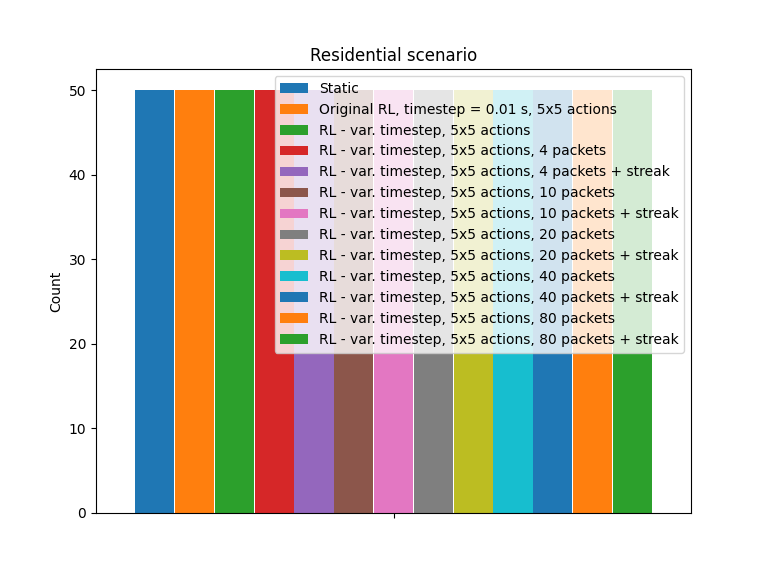 Residential scenario
Count
50
40
30
20
10
0
Static
Original RL, timestep = 0.01 s, 5x5 actions
RL - var. timestep, 5x5 actions
RL - var. timestep, 5x5 actions, 4 packets
RL - var. timestep, 5x5 actions, 4 packets + streak
RL - var. timestep, 5x5 actions, 10 packets
RL - var. timestep, 5x5 actions, 10 packets + streak
RL - var. timestep, 5x5 actions, 20 packets
RL - var. timestep, 5x5 actions, 20 packets + streak
RL - var. timestep, 5x5 actions, 40 packets
RL - var. timestep, 5x5 actions, 40 packets + streak
RL - var. timestep, 5x5 actions, 80 packets
RL - var. timestep, 5x5 actions, 80 packets + streak